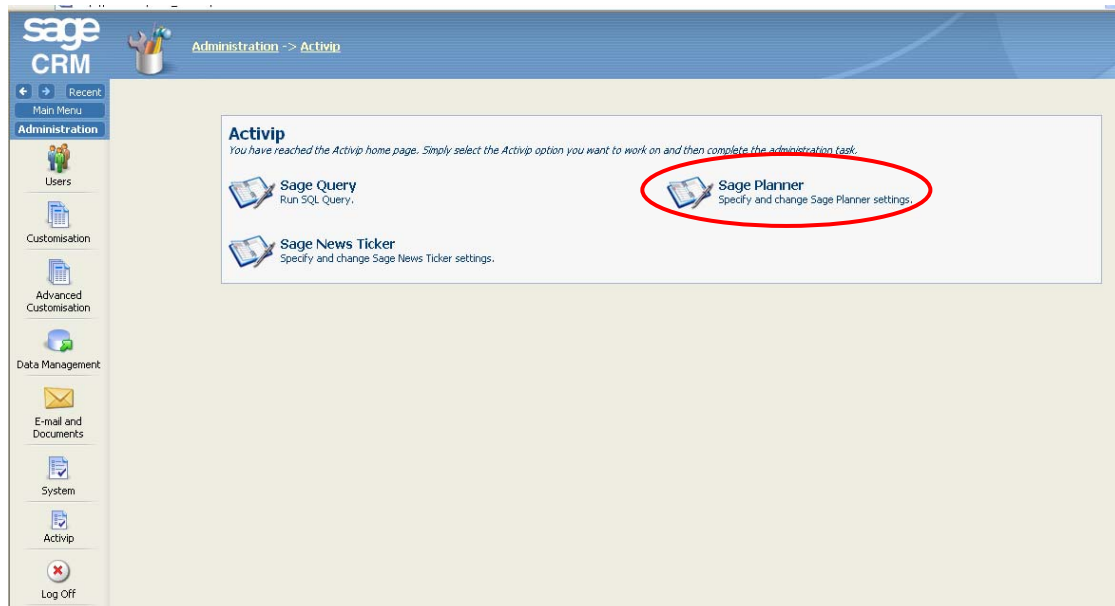 sage
CRM
Administration -> Activip
Recent
Main Menu
Administration
Users
Customisation
Advanced
Customisation
Data Management
E-mail and
Documents
System
Activip
Log Off
Activip
You have reached the Activip home page. Simply select the Activip option you want to work on and then complete the administration task.
Sage Query
Run SQL Query.
Sage Planner
Specify and change Sage Planner settings.
Sage News Ticker
Specify and change Sage News Ticker settings.